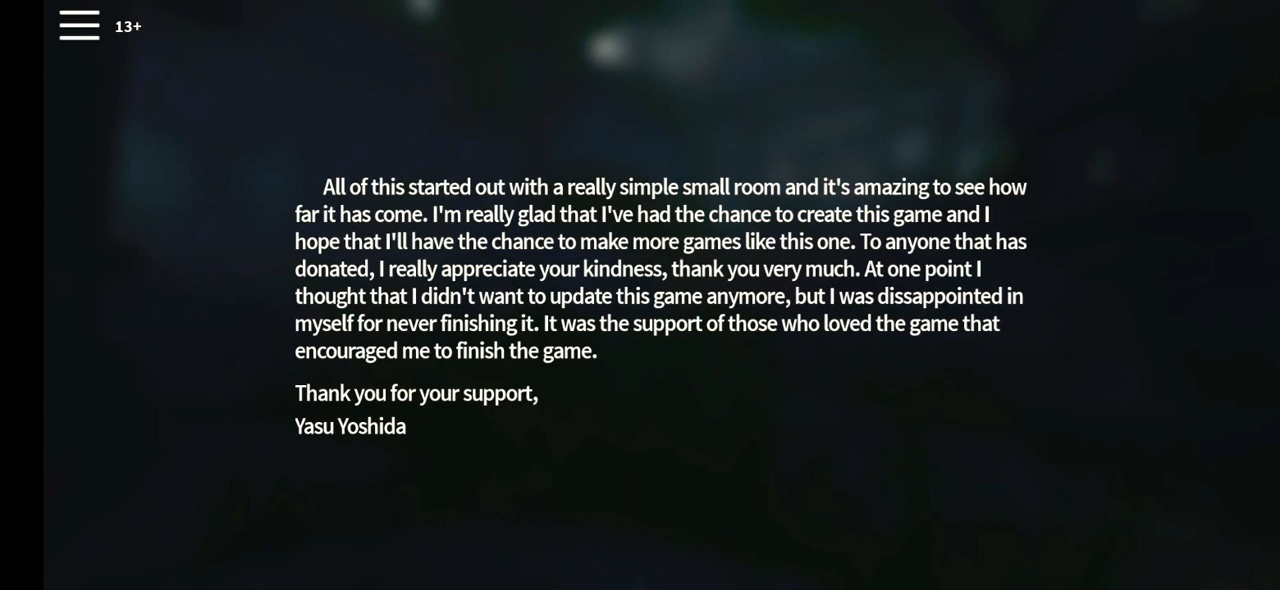 13+
All of this started out with a really simple small room and it's amazing to see how
far it has come. I'm really glad that I've had the chance to create this game and I
hope that I'll have the chance to make more games like this one. To anyone that has
donated, I really appreciate your kindness, thank you very much. At one point I
thought that I didn't want to update this game anymore, but I was dissappointed in
myself for never finishing it. It was the support of those who loved the game that
encouraged me to finish the game.
Thank you for your support,
Yasu Yoshida